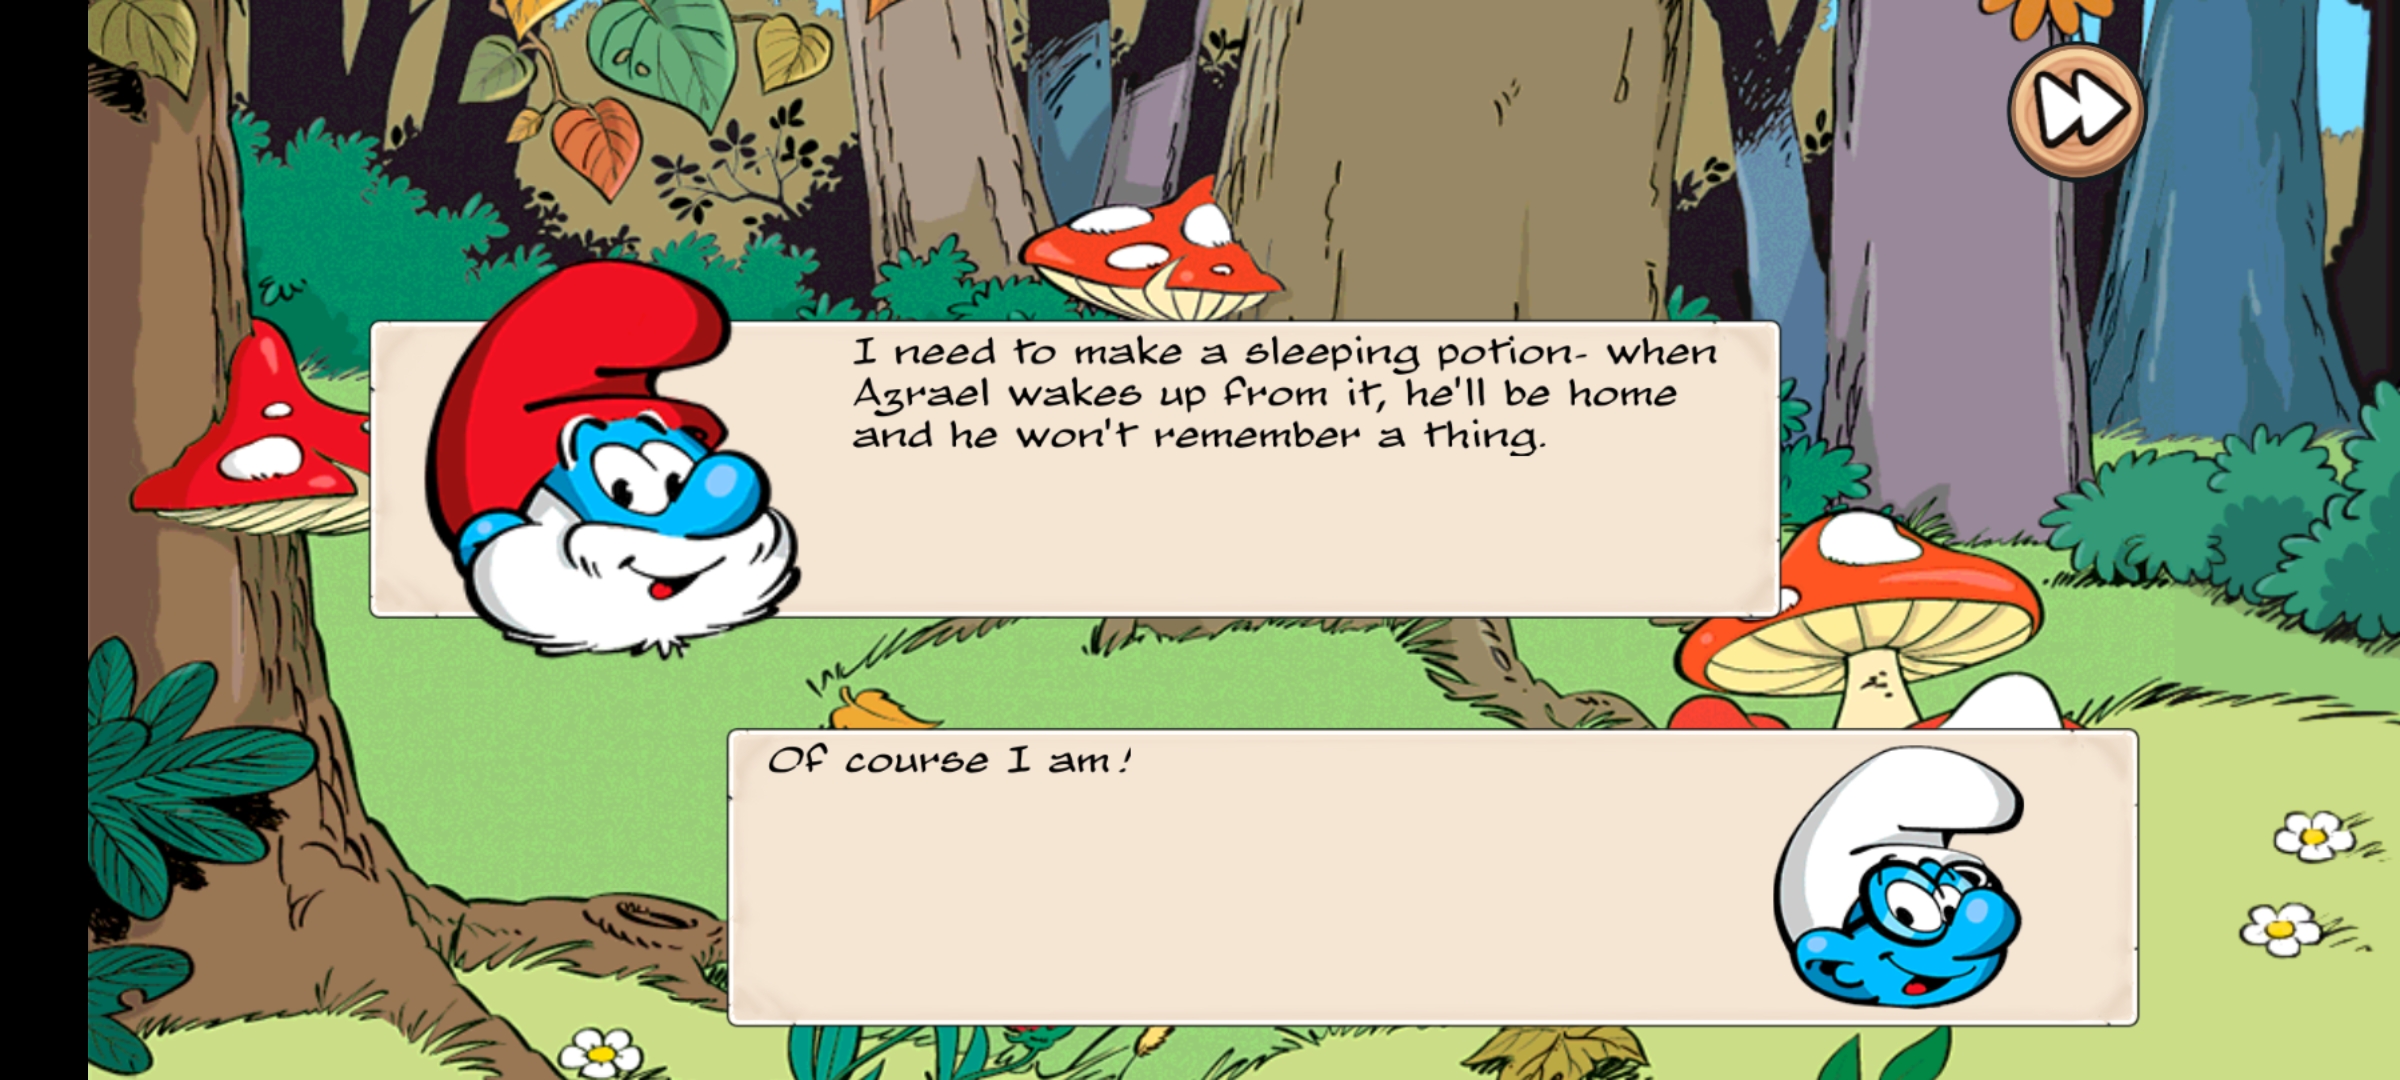 I need to make a sleeping potion- when
Azrael wakes up from it, he'll be home
and he won't remember a thing.
Of course I am!